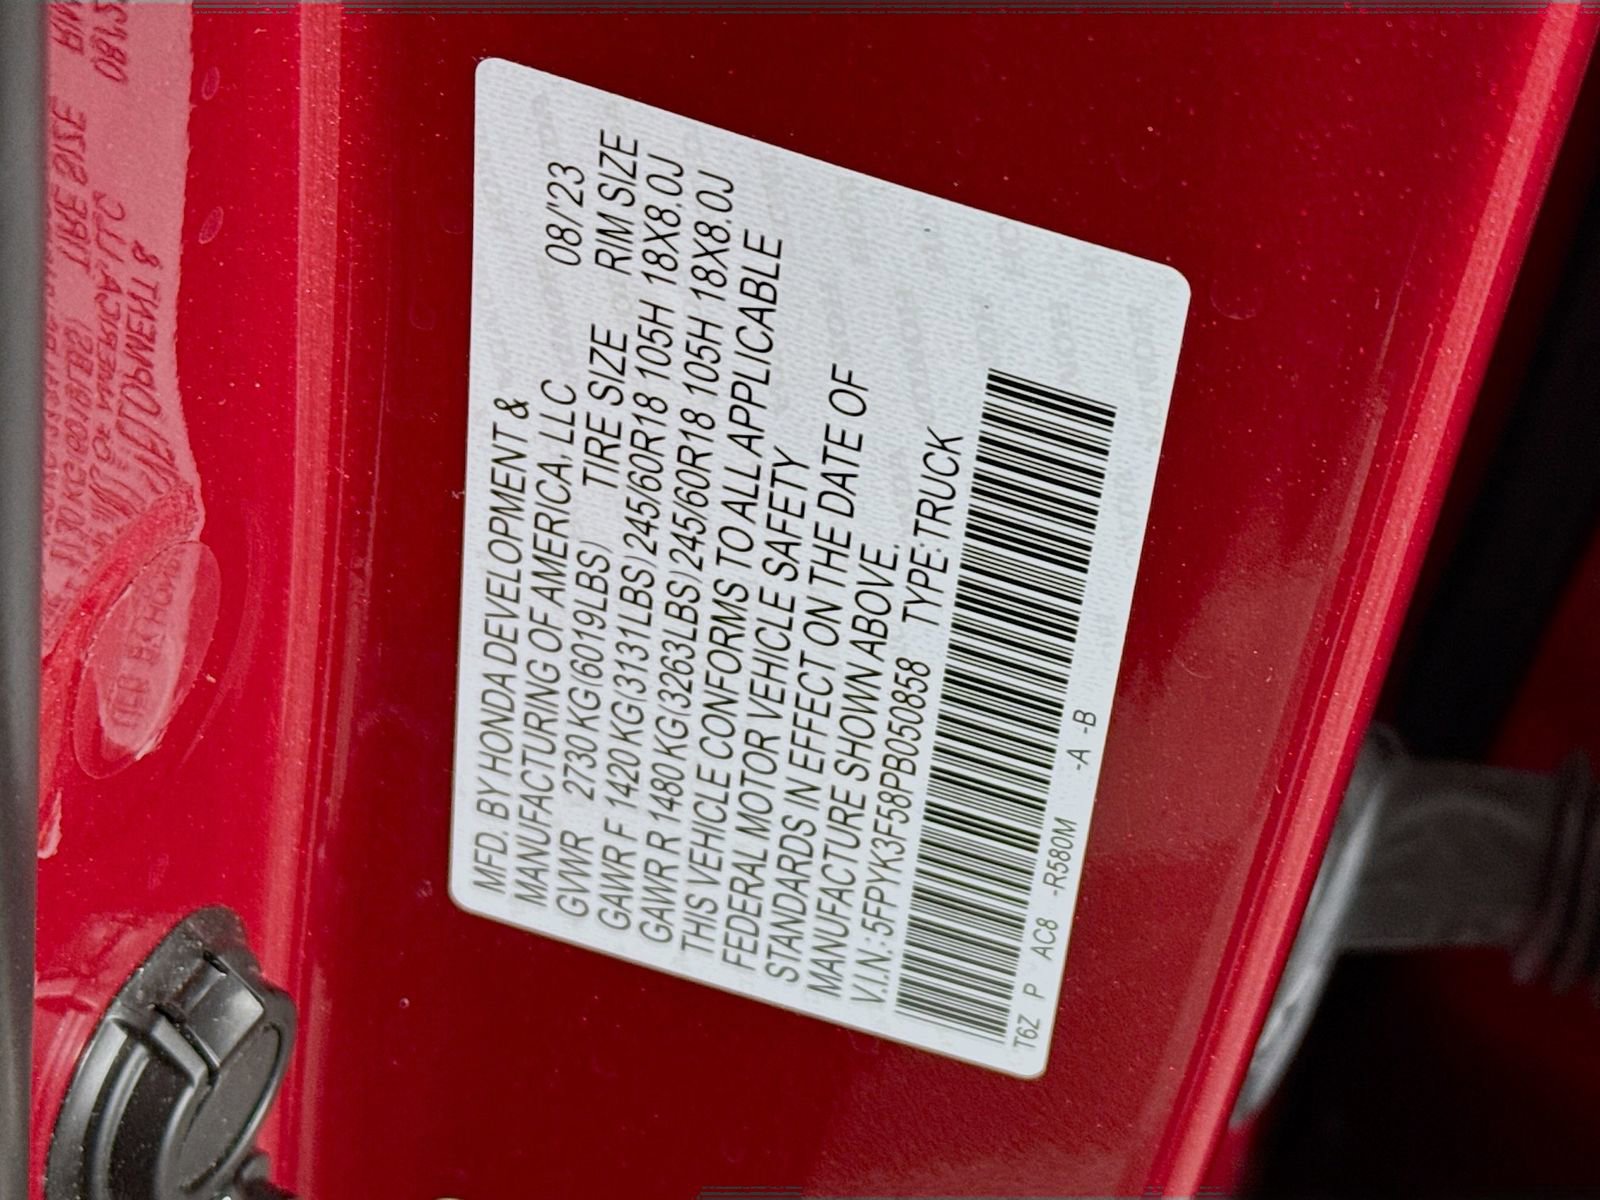 MFD. BY HONDA DEVELOPMENT &
MANUFACTURING OF AMERICA, LLC 08/'23
GVWR 2730 KG (6019LBS) TIRE SIZE RIM SIZE
GAWR F 1420 KG (3131LBS) 245/60R18 105H 18X8.0J
GAWR R 1480 KG (3263LBS) 245/60R18 105H 18X8.0J
THIS VEHICLE CONFORMS TO ALL APPLICABLE
FEDERAL MOTOR VEHICLE SAFETY
STANDARDS IN EFFECT ON THE DATE OF
MANUFACTURE SHOWN ABOVE.
V.I.N.: 5FPYK3F58PB050858 TYPE: TRUCK
T6Z P AC8 -R580M -A -B